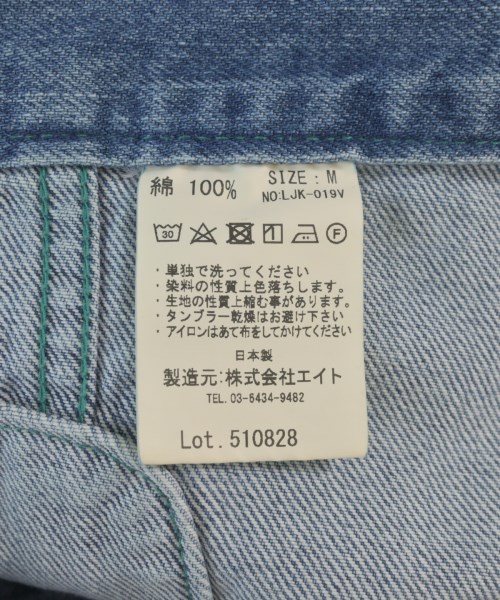 綿 100%
SIZE : M
NO:LJK-019V
30
F
・単独で洗ってください
・染料の性質上色落ちします。
・生地の性質上縮む事があります。
・タンブラー乾燥はお避け下さい
・アイロンはあて布をしてかけてください
日本製
製造元:株式会社エイト
TEL. 03-6434-9482
Lot. 510828